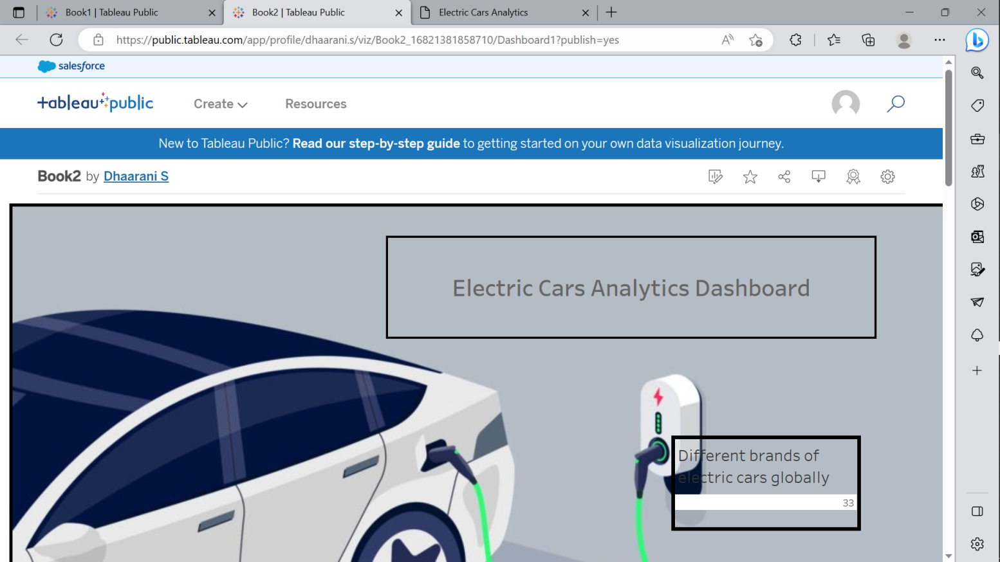 Book1 | Tableau Public
Book2 | Tableau Public
Electric Cars Analytics
https://public.tableau.com/app/profile/dhaarani.s/viz/Book2_16821381858710/Dashboard1?publish=yes
salesforce
+ableau public
Create
Resources
New to Tableau Public? Read our step-by-step guide to getting started on your own data visualization journey.
Book2 by Dhaarani S
Electric Cars Analytics Dashboard
Different brands of
electric cars globally
33